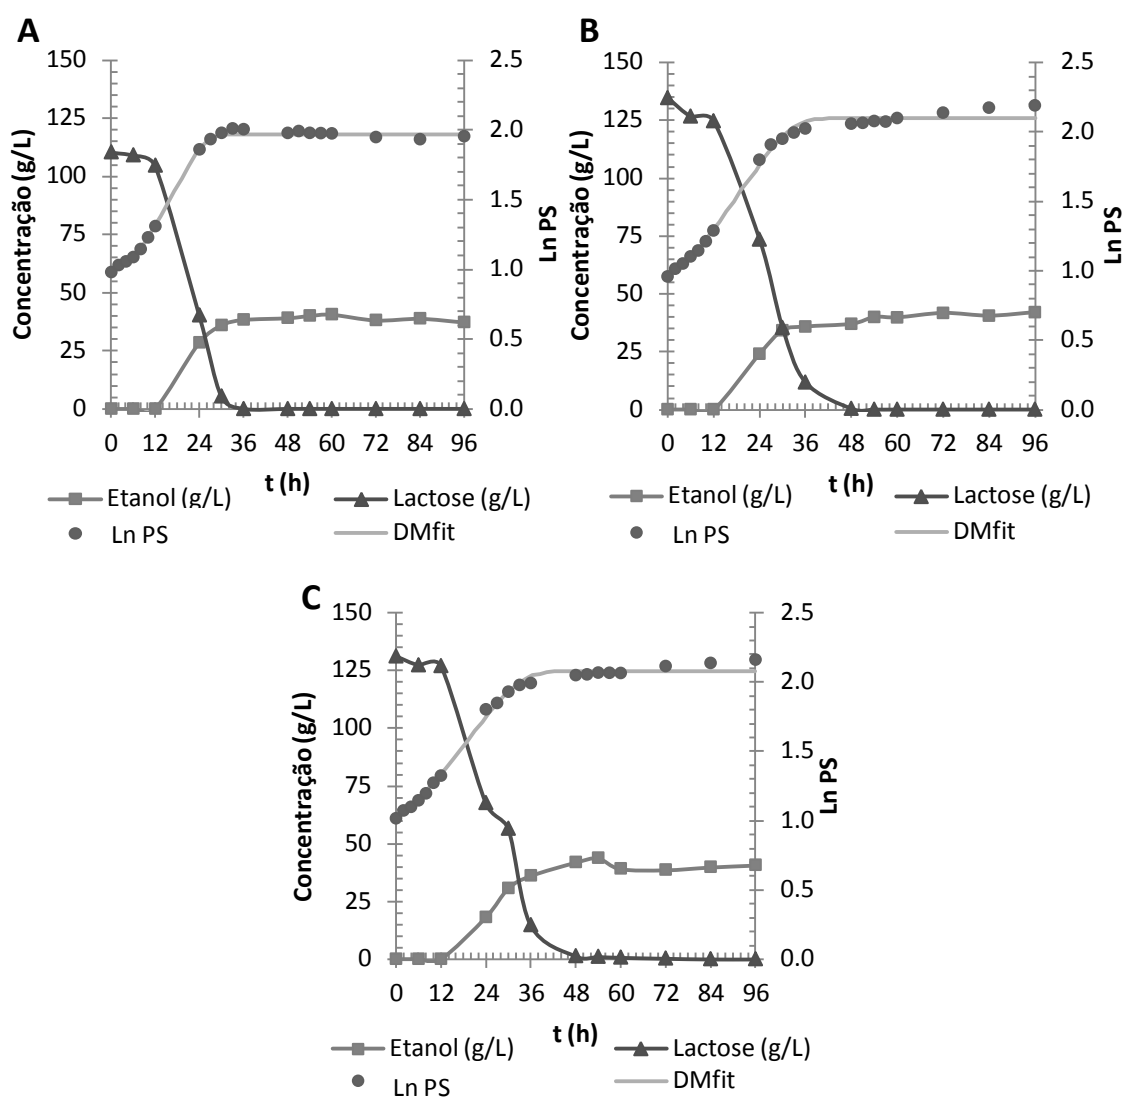 A
150
125
100
75
50
25
0
Concentração (g/L)
2.5
2.0
1.5
1.0
0.5
0.0
Ln PS
0 12 24 36 48 60 72 84 96
t (h)
Etanol (g/L) Lactose (g/L)
Ln PS DMfit
B
150
125
100
75
50
25
0
Concentração (g/L)
2.5
2.0
1.5
1.0
0.5
0.0
Ln PS
0 12 24 36 48 60 72 84 96
t (h)
Etanol (g/L) Lactose (g/L)
Ln PS DMfit
C
150
125
100
75
50
25
0
Concentração (g/L)
2.5
2.0
1.5
1.0
0.5
0.0
Ln PS
0 12 24 36 48 60 72 84 96
t (h)
Etanol (g/L) Lactose (g/L)
Ln PS DMfit